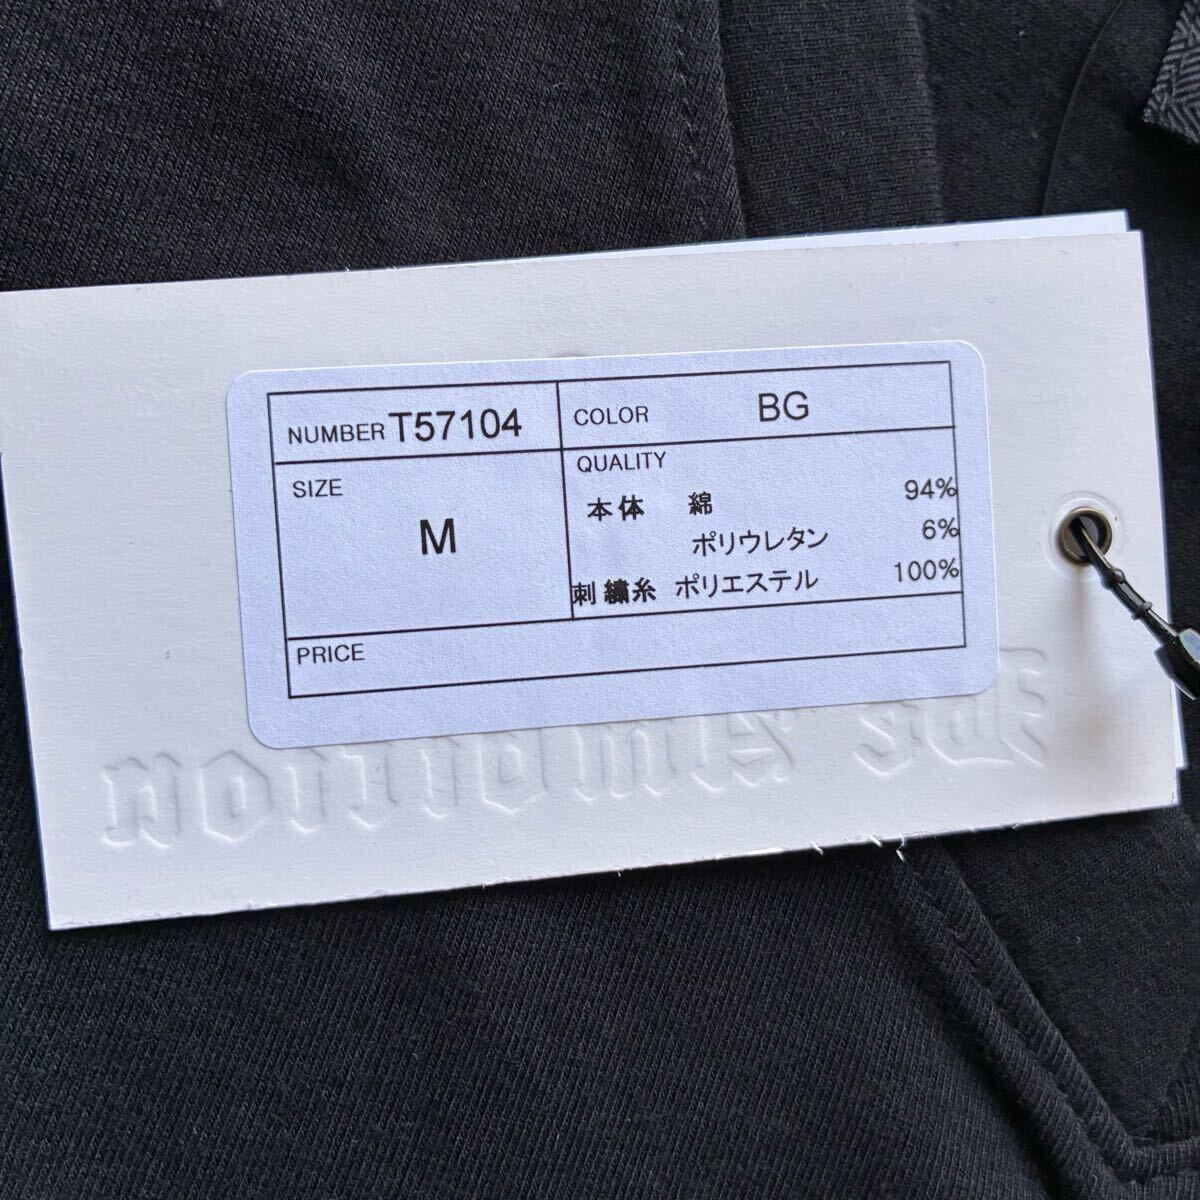 NUMBER T57104
COLOR BG
SIZE
M
QUALITY
本体 綿 94%
ポリウレタン 6%
刺繍糸 ポリエステル 100%
PRICE